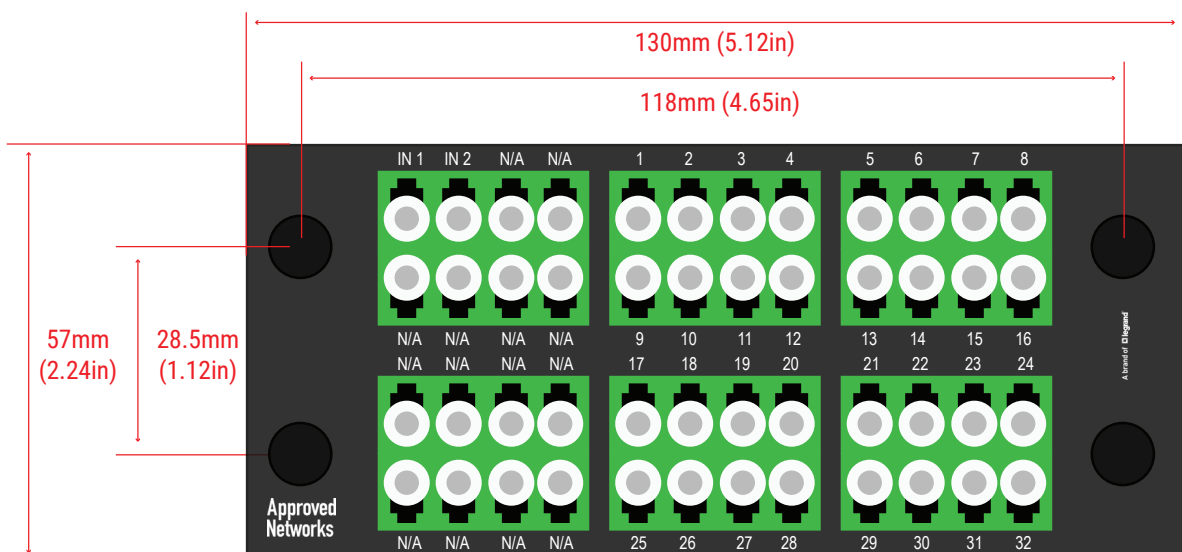 130mm (5.12in)
118mm (4.65in)
IN 1 IN 2 N/A N/A 1 2 3 4 5 6 7 8
57mm
(2.24in)
28.5mm
(1.12in)
N/A N/A N/A N/A 9 10 11 12 13 14 15 16
N/A N/A N/A N/A 17 18 19 20 21 22 23 24
A brand of legrand
Approved
Networks
N/A N/A N/A N/A 25 26 27 28 29 30 31 32